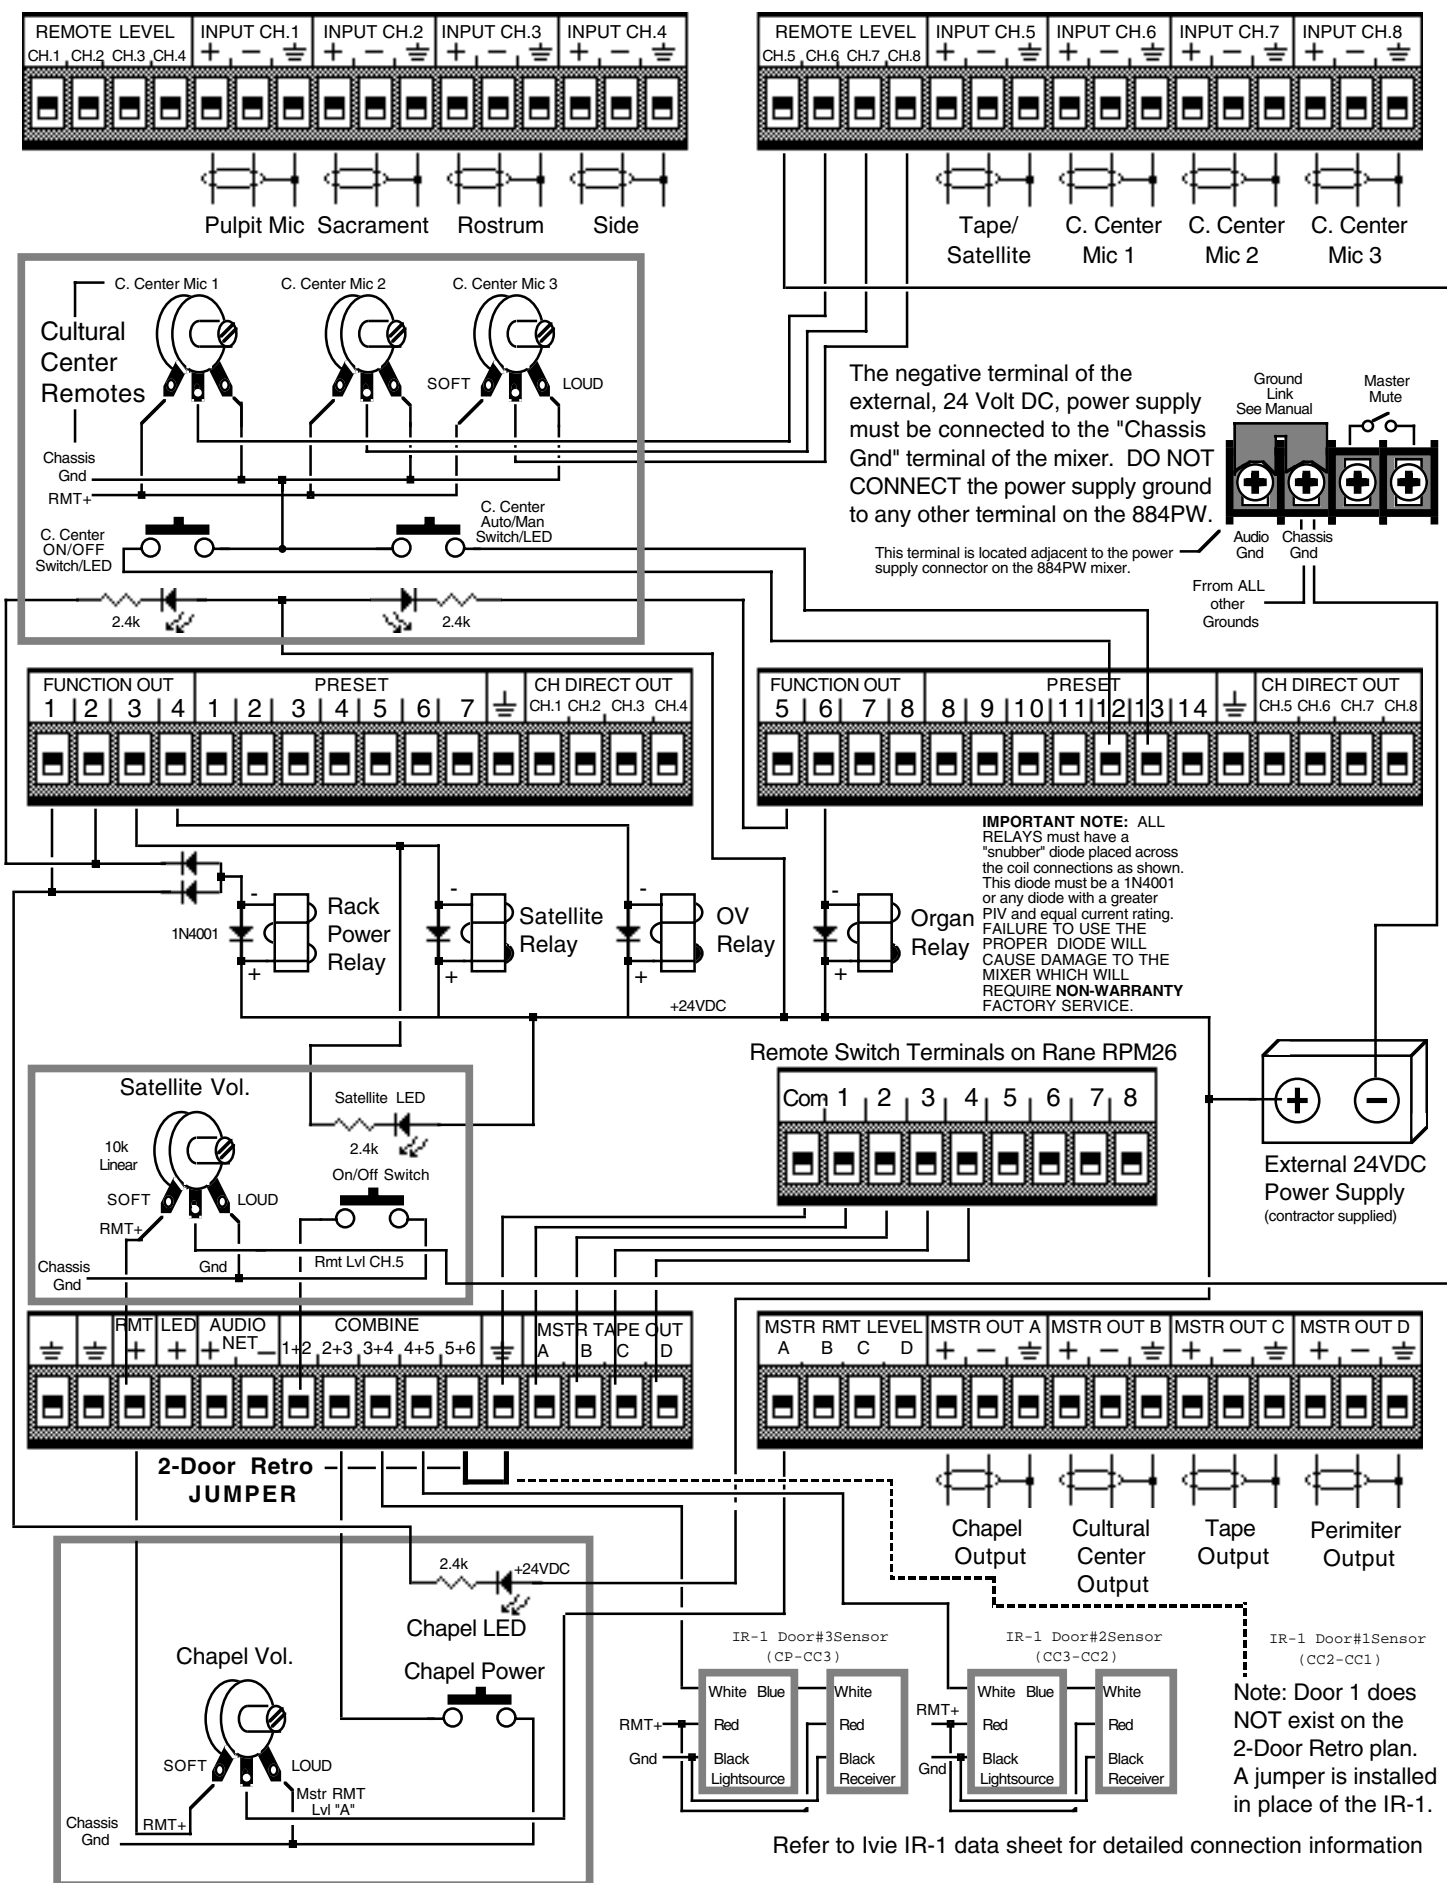 REMOTE LEVEL INPUT CH.1 INPUT CH.2 INPUT CH.3 INPUT CH.4
CH.1 CH.2 CH.3 CH.4 + − + − + − + −
Pulpit Mic Sacrament Rostrum Side
REMOTE LEVEL INPUT CH.5 INPUT CH.6 INPUT CH.7 INPUT CH.8
CH.5 CH.6 CH.7 CH.8 + − + − + − + −
Tape/
Satellite
C. Center
Mic 1
C. Center
Mic 2
C. Center
Mic 3
C. Center Mic 1
C. Center Mic 2
C. Center Mic 3
Cultural
Center
Remotes
SOFT
LOUD
Chassis
Gnd
RMT+
C. Center
ON/OFF
Switch/LED
C. Center
Auto/Man
Switch/LED
2.4k
2.4k
The negative terminal of the
external, 24 Volt DC, power supply
must be connected to the "Chassis
Gnd" terminal of the mixer. DO NOT
CONNECT the power supply ground
to any other terminal on the 884PW.
This terminal is located adjacent to the power
supply connector on the 884PW mixer.
Ground
Link
See Manual
Master
Mute
Audio
Gnd
Chassis
Gnd
Frrom ALL
other
Grounds
FUNCTION OUT PRESET CH DIRECT OUT
1 2 3 4 1 2 3 4 5 6 7 CH.1 CH.2 CH.3 CH.4
FUNCTION OUT PRESET CH DIRECT OUT
5 6 7 8 8 9 10 11 12 13 14 CH.5 CH.6 CH.7 CH.8
1N4001
-
+
Rack
Power
Relay
-
+
Satellite
Relay
-
+
OV
Relay
-
+
Organ
Relay
+24VDC
IMPORTANT NOTE: ALL
RELAYS must have a
"snubber" diode placed across
the coil connections as shown.
This diode must be a 1N4001
or any diode with a greater
PIV and equal current rating.
FAILURE TO USE THE
PROPER DIODE WILL
CAUSE DAMAGE TO THE
MIXER WHICH WILL
REQUIRE NON-WARRANTY
FACTORY SERVICE.
Satellite Vol.
10k
Linear
SOFT
LOUD
RMT+
Chassis
Gnd
Gnd
Satellite LED
2.4k
On/Off Switch
Rmt Lvl CH.5
Remote Switch Terminals on Rane RPM26
Com 1 2 3 4 5 6 7 8
+ −
External 24VDC
Power Supply
(contractor supplied)
RMT LED AUDIO NET COMBINE MSTR TAPE OUT
+ + + − 1+2 2+3 3+4 4+5 5+6 A B C D
MSTR RMT LEVEL MSTR OUT A MSTR OUT B MSTR OUT C MSTR OUT D
A B C D + − + − + − + −
2-Door Retro
JUMPER
Chapel
Output
Cultural
Center
Output
Tape
Output
Perimiter
Output
2.4k
+24VDC
Chapel LED
Chapel Vol.
Chapel Power
SOFT
LOUD
Mstr RMT
Lvl "A"
RMT+
Chassis
Gnd
IR-1 Door#3Sensor
(CP-CC3)
White Blue White
RMT+ Red Red
Gnd Black Black
Lightsource Receiver
IR-1 Door#2Sensor
(CC3-CC2)
White Blue White
RMT+ Red Red
Gnd Black Black
Lightsource Receiver
IR-1 Door#1Sensor
(CC2-CC1)
Note: Door 1 does
NOT exist on the
2-Door Retro plan.
A jumper is installed
in place of the IR-1.
Refer to Ivie IR-1 data sheet for detailed connection information